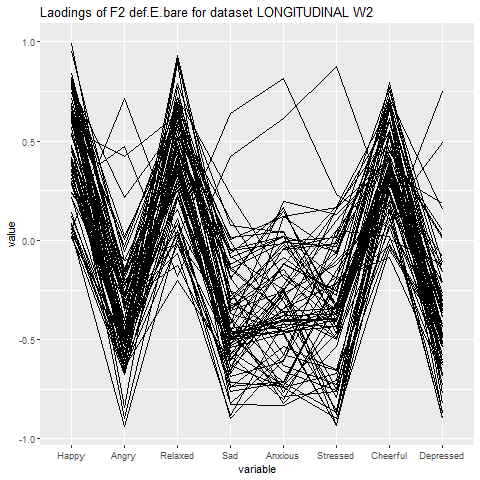 Laodings of F2 def.E.bare for dataset LONGITUDINAL W2
1.0
0.5
0.0
-0.5
-1.0
value
Happy Angry Relaxed Sad Anxious Stressed Cheerful Depressed
variable